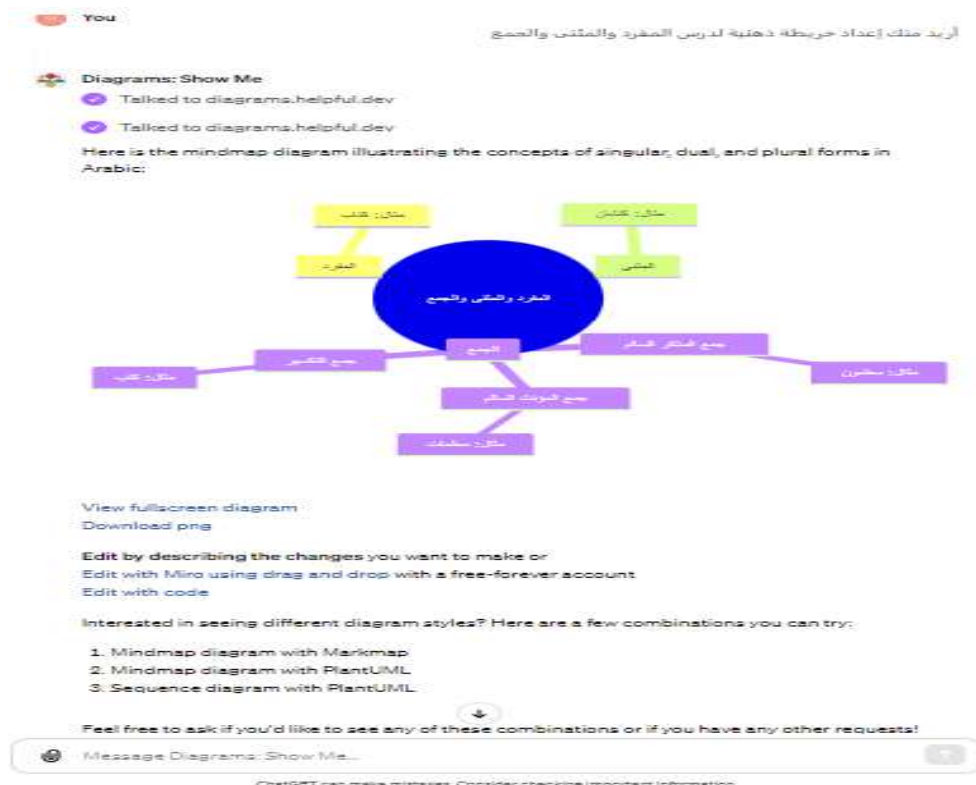 You
أريد منك إعداد خريطة ذهنية لدرس المفرد والمثنى والجمع
Diagrams: Show Me
Talked to diagrams.helpful.dev
Talked to diagrams.helpful.dev
Here is the mindmap diagram illustrating the concepts of singular, dual, and plural forms in
Arabic:
مثال: كتاب
مثال: كتابان
المفرد
المثنى
المفرد والمثنى والجمع
الجمع
جمع المذكر السالم
جمع التكسير
مثال: معلمون
مثال: كتب
جمع المؤنث السالم
مثال: معلمات
View fullscreen diagram
Download png
Edit by describing the changes you want to make or
Edit with Miro using drag and drop with a free-forever account
Edit with code
Interested in seeing different diagram styles? Here are a few combinations you can try:
1. Mindmap diagram with Markmap
2. Mindmap diagram with PlantUML
3. Sequence diagram with PlantUML
Feel free to ask if you'd like to see any of these combinations or if you have any other requests!
Message Diagrams: Show Me...
ChatGPT can make mistakes. Consider checking important information.